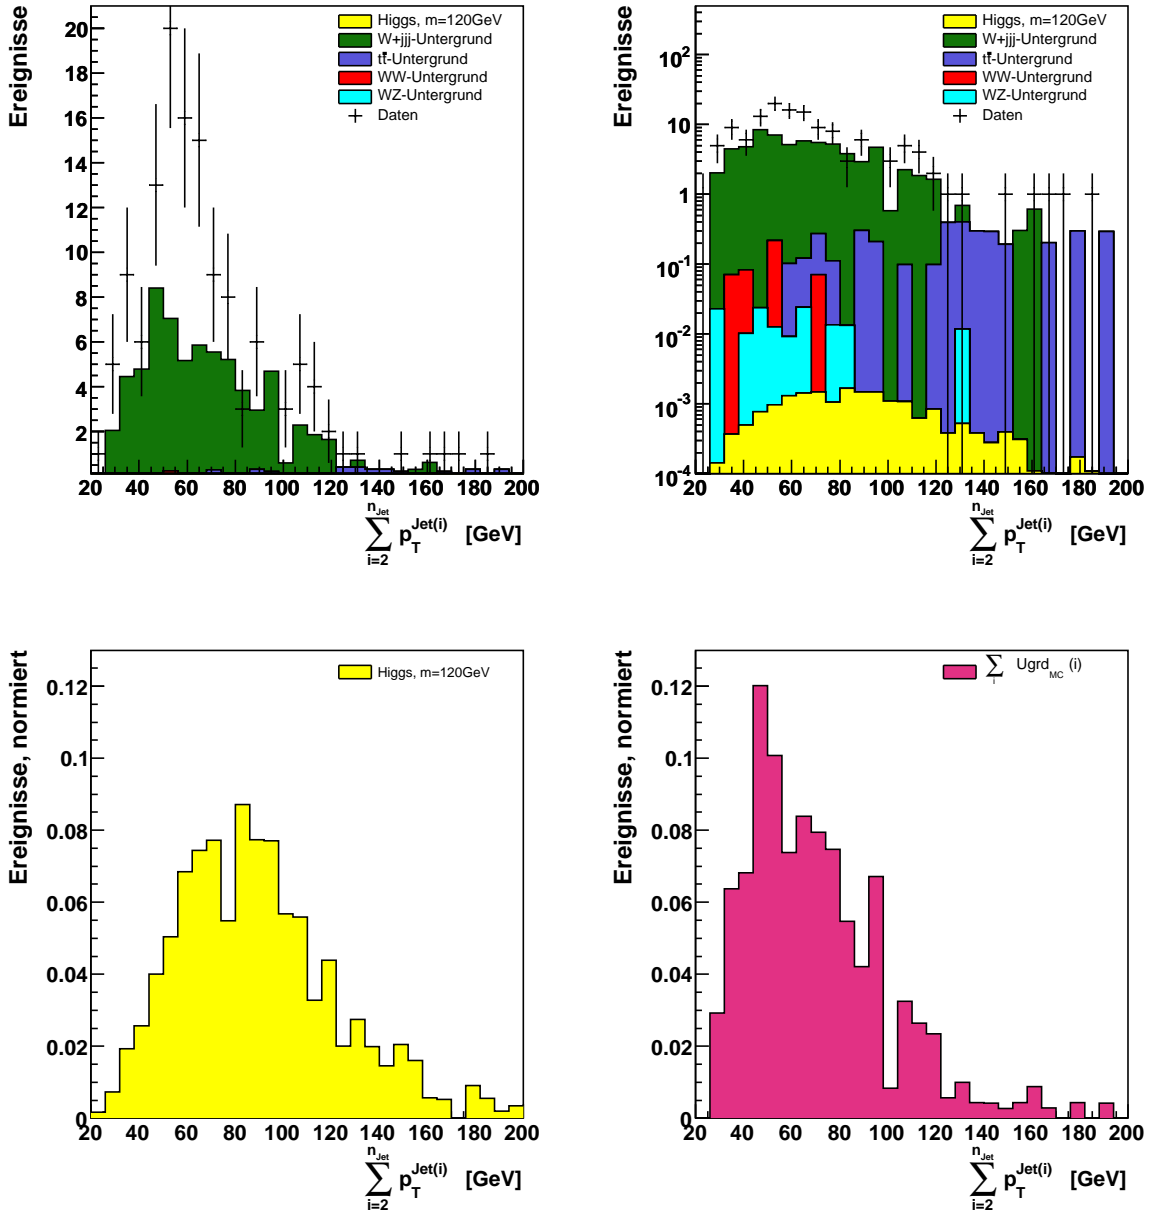 Ereignisse
20
18
16
14
12
10
8
6
4
2
20 40 60 80 100 120 140 160 180 200
Higgs, m=120GeV
W+jjj-Untergrund
tt̄-Untergrund
WW-Untergrund
WZ-Untergrund
Daten
n_Jet
∑ p_T^Jet(i) [GeV]
i=2
Ereignisse
10^2
10
1
10^-1
10^-2
10^-3
10^-4
20 40 60 80 100 120 140 160 180 200
Higgs, m=120GeV
W+jjj-Untergrund
tt̄-Untergrund
WW-Untergrund
WZ-Untergrund
Daten
n_Jet
∑ p_T^Jet(i) [GeV]
i=2
Ereignisse, normiert
0.12
0.1
0.08
0.06
0.04
0.02
0
20 40 60 80 100 120 140 160 180 200
Higgs, m=120GeV
n_Jet
∑ p_T^Jet(i) [GeV]
i=2
Ereignisse, normiert
0.12
0.1
0.08
0.06
0.04
0.02
0
20 40 60 80 100 120 140 160 180 200
∑ Ugrd_MC (i)
i
n_Jet
∑ p_T^Jet(i) [GeV]
i=2